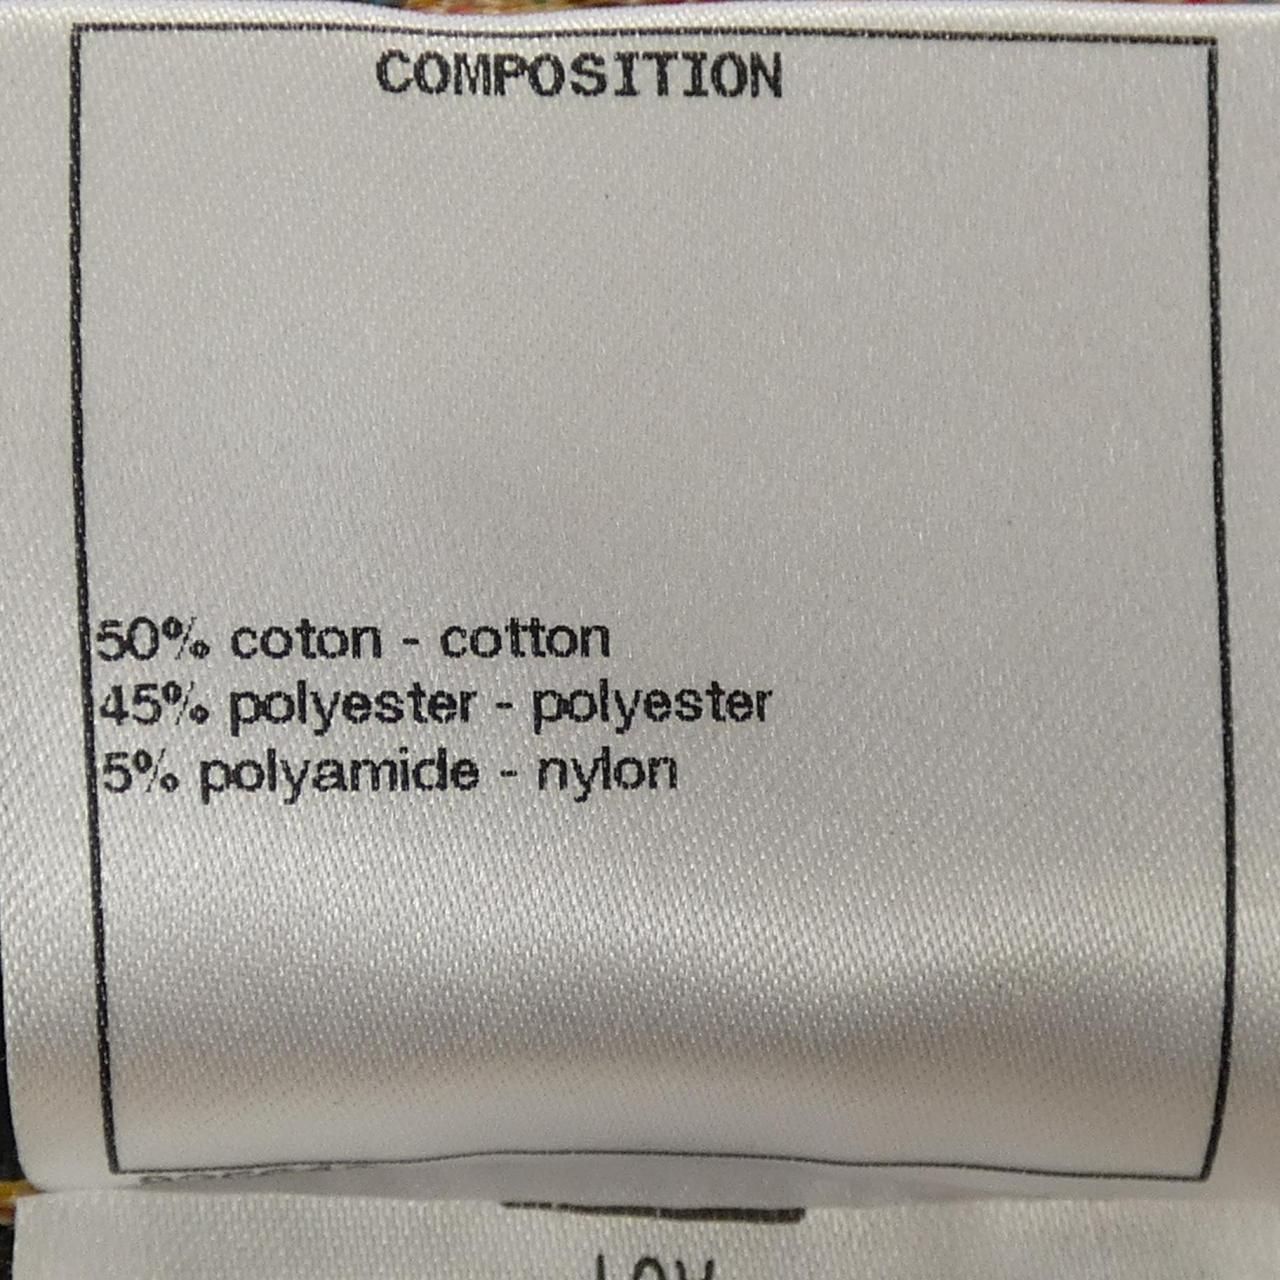 COMPOSITION
50% coton - cotton
45% polyester - polyester
5% polyamide - nylon